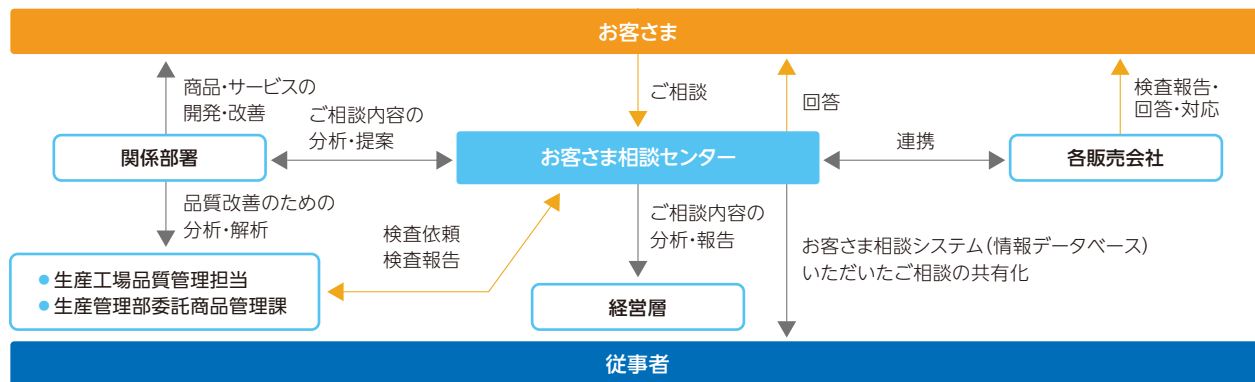 お客さま
商品・サービスの
開発・改善
ご相談内容の
分析・提案
ご相談
回答
検査報告・
回答・対応
関係部署
お客さま相談センター
連携
各販売会社
品質改善のための
分析・解析
検査依頼
検査報告
ご相談内容の
分析・報告
お客さま相談システム（情報データベース）
いただいたご相談の共有化
●生産工場品質管理担当
●生産管理部委託商品管理課
経営層
従事者